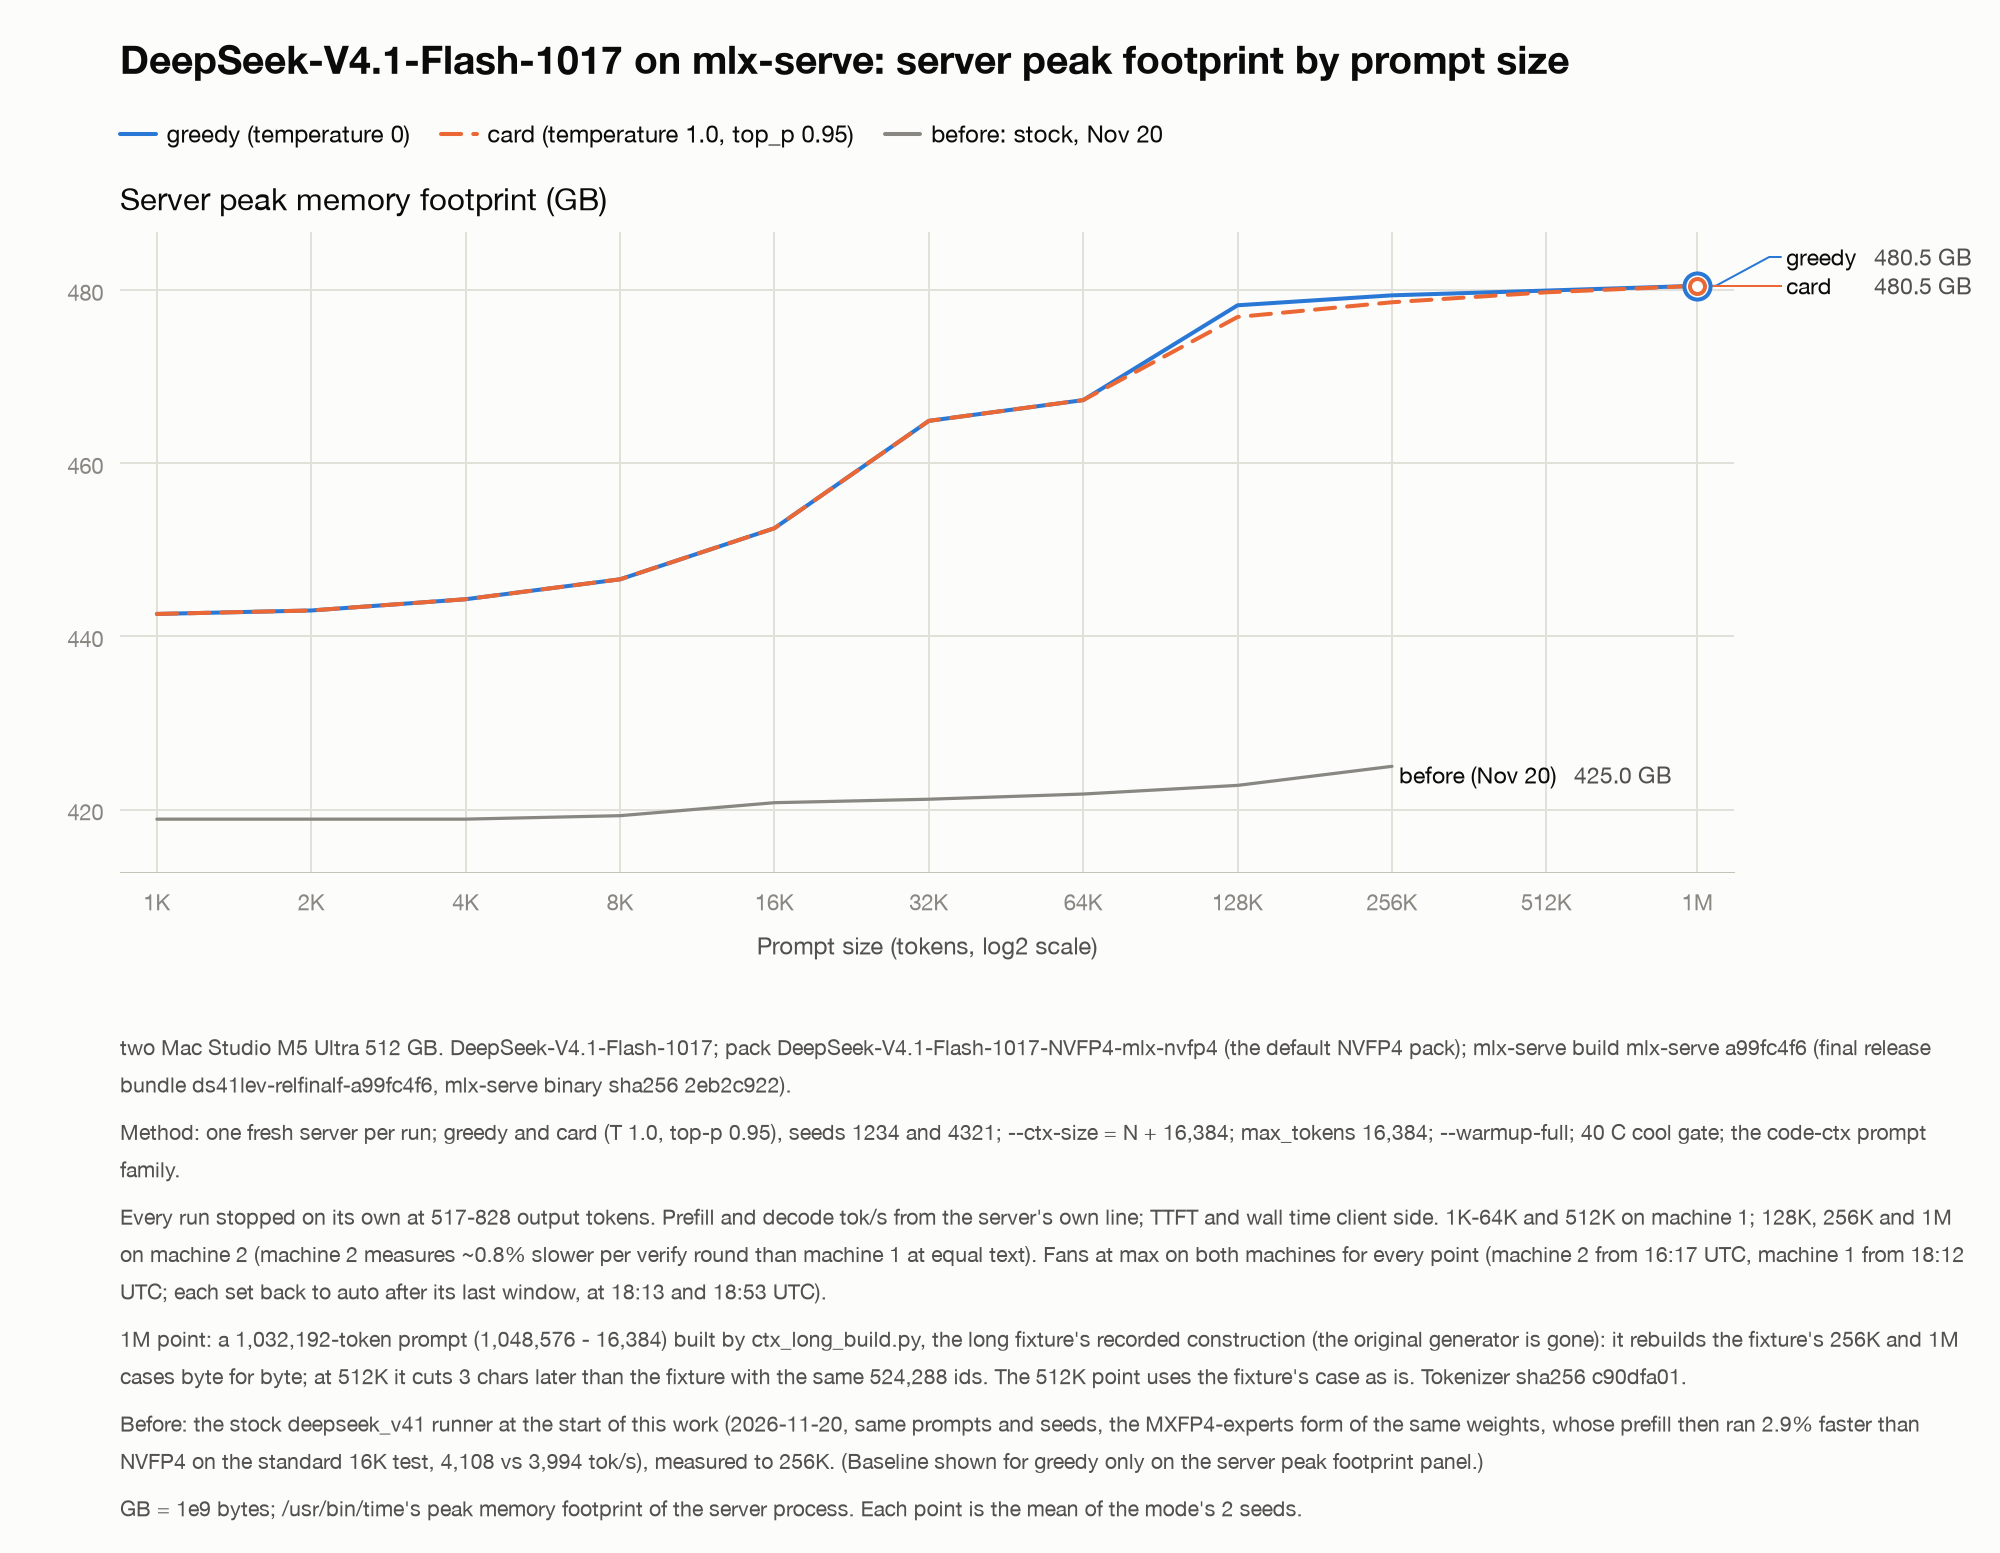 DeepSeek-V4.1-Flash-1017 on mlx-serve: server peak footprint by prompt size
greedy (temperature 0) card (temperature 1.0, top_p 0.95) before: stock, Nov 20
Server peak memory footprint (GB)
480
460
440
420
greedy 480.5 GB
card 480.5 GB
before (Nov 20) 425.0 GB
1K 2K 4K 8K 16K 32K 64K 128K 256K 512K 1M
Prompt size (tokens, log2 scale)
two Mac Studio M5 Ultra 512 GB. DeepSeek-V4.1-Flash-1017; pack DeepSeek-V4.1-Flash-1017-NVFP4-mlx-nvfp4 (the default NVFP4 pack); mlx-serve build mlx-serve a99fc4f6 (final release
bundle ds41lev-relfinalf-a99fc4f6, mlx-serve binary sha256 2eb2c922).
Method: one fresh server per run; greedy and card (T 1.0, top-p 0.95), seeds 1234 and 4321; --ctx-size = N + 16,384; max_tokens 16,384; --warmup-full; 40 C cool gate; the code-ctx prompt
family.
Every run stopped on its own at 517-828 output tokens. Prefill and decode tok/s from the server's own line; TTFT and wall time client side. 1K-64K and 512K on machine 1; 128K, 256K and 1M
on machine 2 (machine 2 measures ~0.8% slower per verify round than machine 1 at equal text). Fans at max on both machines for every point (machine 2 from 16:17 UTC, machine 1 from 18:12
UTC; each set back to auto after its last window, at 18:13 and 18:53 UTC).
1M point: a 1,032,192-token prompt (1,048,576 - 16,384) built by ctx_long_build.py, the long fixture's recorded construction (the original generator is gone): it rebuilds the fixture's 256K and 1M
cases byte for byte; at 512K it cuts 3 chars later than the fixture with the same 524,288 ids. The 512K point uses the fixture's case as is. Tokenizer sha256 c90dfa01.
Before: the stock deepseek_v41 runner at the start of this work (2026-11-20, same prompts and seeds, the MXFP4-experts form of the same weights, whose prefill then ran 2.9% faster than
NVFP4 on the standard 16K test, 4,108 vs 3,994 tok/s), measured to 256K. (Baseline shown for greedy only on the server peak footprint panel.)
GB = 1e9 bytes; /usr/bin/time's peak memory footprint of the server process. Each point is the mean of the mode's 2 seeds.